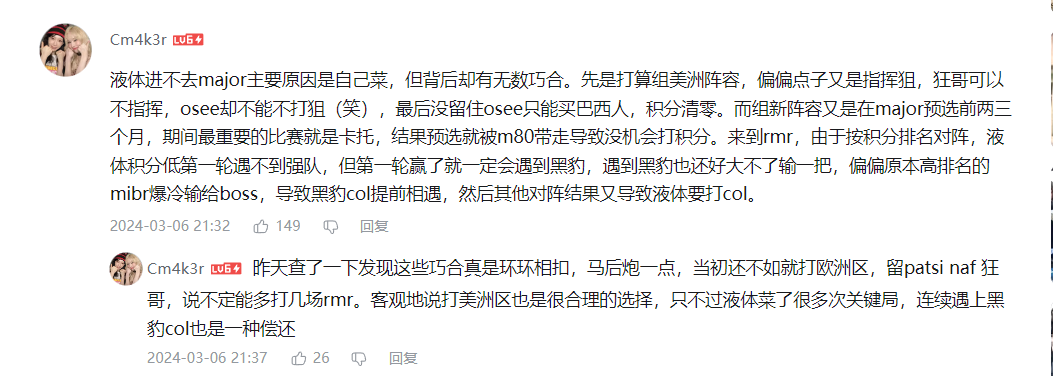 Cm4k3r LV6
液体进不去major主要原因是自己菜，但背后却有无数巧合。先是打算组美洲阵容，偏偏点子又是指挥狙，狂哥可以
不指挥，osee却不能不打狙（笑），最后没留住osee只能买巴西人，积分清零。而组新阵容又是在major预选前两三
个月，期间最重要的比赛就是卡托，结果预选就被m80带走导致没机会打积分。来到rmr，由于按积分排名对阵，液
体积分低第一轮遇不到强队，但第一轮赢了就一定会遇到黑豹，遇到黑豹也还好大不了输一把，偏偏原本高排名的
mibr爆冷输给boss，导致黑豹col提前相遇，然后其他对阵结果又导致液体要打col。
2024-03-06 21:32 149 回复
Cm4k3r LV6 昨天查了一下发现这些巧合真是环环相扣，马后炮一点，当初还不如就打欧洲区，留patsi naf 狂
哥，说不定能多打几场rmr。客观地说打美洲区也是很合理的选择，只不过液体菜了很多次关键局，连续遇上黑
豹col也是一种偿还
2024-03-06 21:37 26 回复